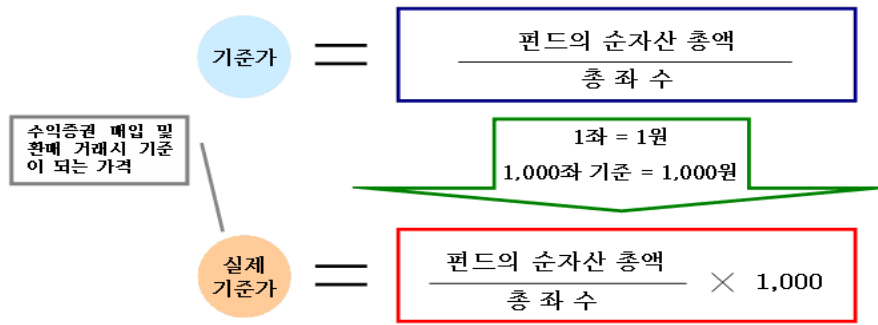 기준가
=
펀드의 순자산 총액
총 좌 수
수익증권 매입 및
환매 거래시 기준
이 되는 가격
1좌 = 1원
1,000좌 기준 = 1,000원
실제
기준가
=
펀드의 순자산 총액
총 좌 수
× 1,000